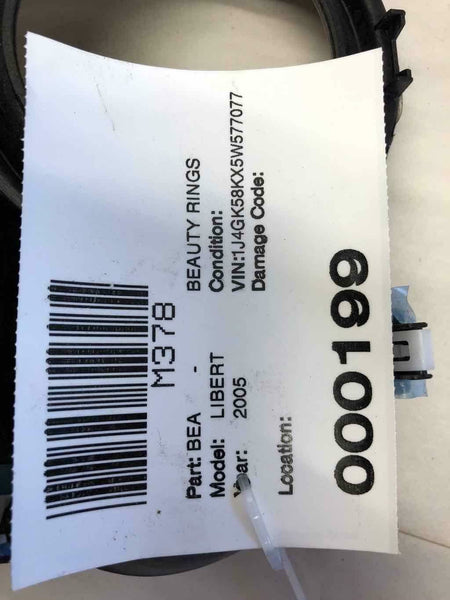 M378
Part: BEA - BEAUTY RINGS
Model: LIBERT Condition:
Year: 2005 VIN:1J4GK58KX5W577077
Damage Code:
Location:
000199